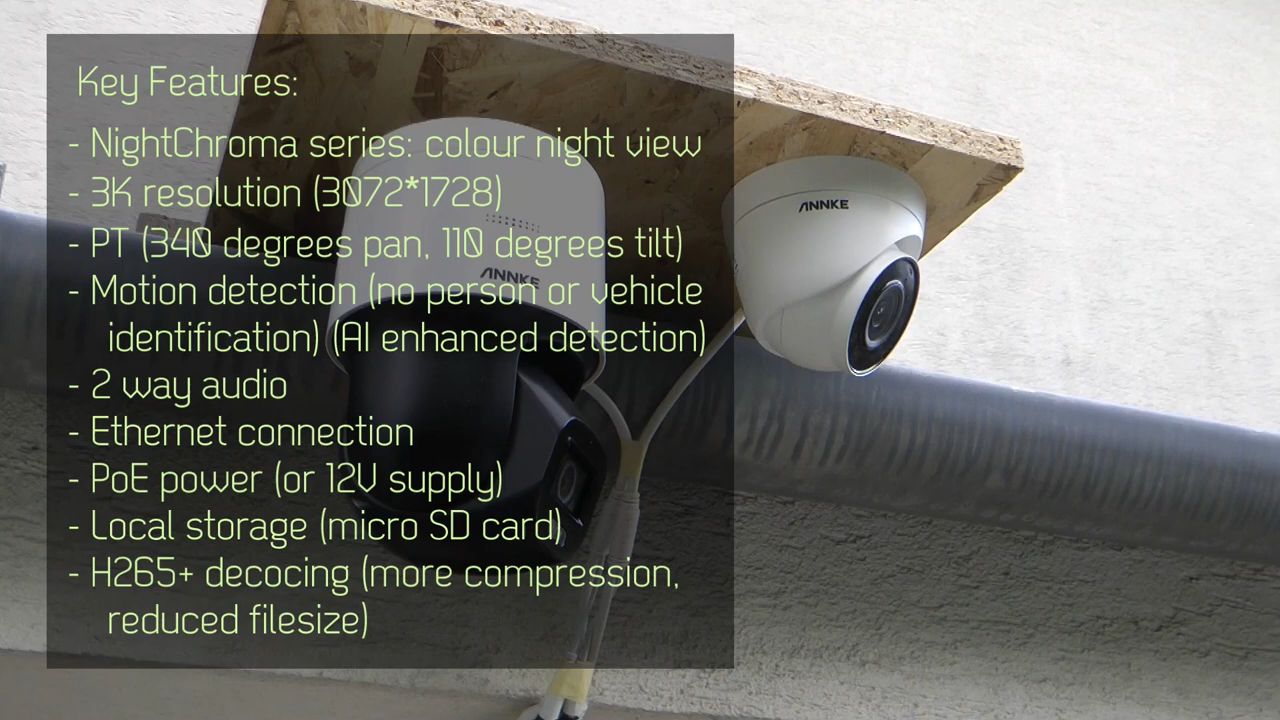 Key Features:
- NightChroma series: colour night view
- 3K resolution (3072*1728)
- PT (340 degrees pan, 110 degrees tilt)
- Motion detection (no person or vehicle
identification) (AI enhanced detection)
- 2 way audio
- Ethernet connection
- PoE power (or 12V supply)
- Local storage (micro SD card)
- H265+ decocing (more compression,
reduced filesize)
ANNKE
ANNKE